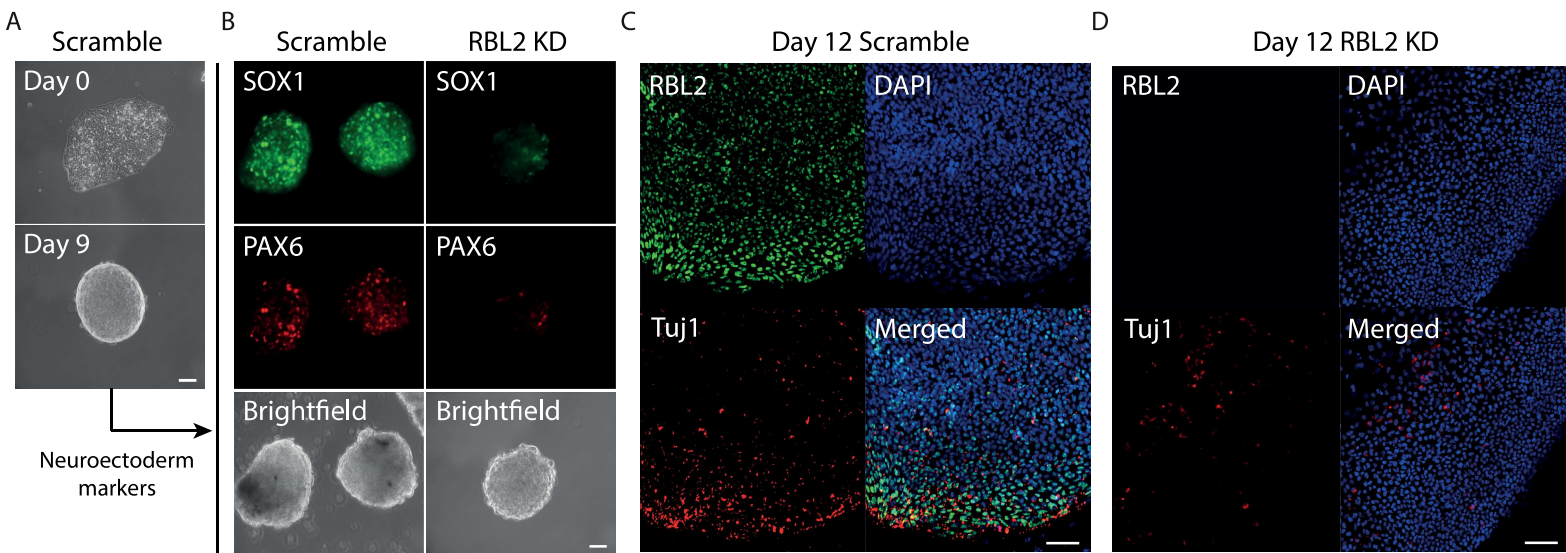 A
Scramble
Day 0
Day 9
Neuroectoderm
markers
B
Scramble
RBL2 KD
SOX1
SOX1
PAX6
PAX6
Brightfield
Brightfield
C
Day 12 Scramble
RBL2
DAPI
Tuj1
Merged
D
Day 12 RBL2 KD
RBL2
DAPI
Tuj1
Merged